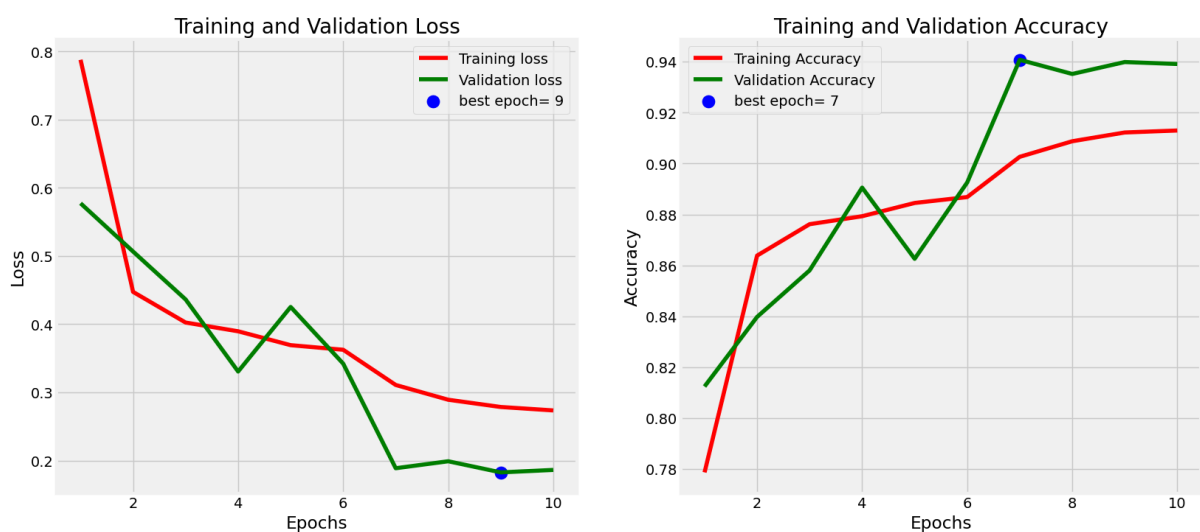 Training and Validation Loss
Training loss
Validation loss
best epoch= 9
0.8
0.7
0.6
0.5
0.4
0.3
0.2
Loss
2 4 6 8 10
Epochs
Training and Validation Accuracy
Training Accuracy
Validation Accuracy
best epoch= 7
0.94
0.92
0.90
0.88
0.86
0.84
0.82
0.80
0.78
Accuracy
2 4 6 8 10
Epochs